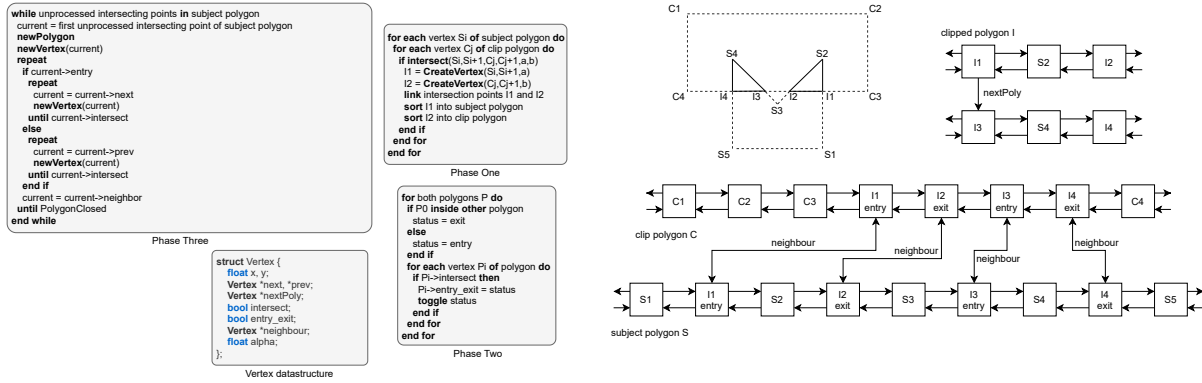 while unprocessed intersecting points in subject polygon
current = first unprocessed intersecting point of subject polygon
newPolygon
newVertex(current)
repeat
if current->entry
repeat
current = current->next
newVertex(current)
until current->intersect
else
repeat
current = current->prev
newVertex(current)
until current->intersect
end if
current = current->neighbor
until PolygonClosed
end while
Phase Three
struct Vertex {
float x, y;
Vertex *next, *prev;
Vertex *nextPoly;
bool intersect;
bool entry_exit;
Vertex *neighbour;
float alpha;
};
Vertex datastructure
for each vertex Si of subject polygon do
for each vertex Cj of clip polygon do
if intersect(Si,Si+1,Cj,Cj+1,a,b)
I1 = CreateVertex(Si,Si+1,a)
I2 = CreateVertex(Cj,Cj+1,b)
link intersection points I1 and I2
sort I1 into subject polygon
sort I2 into clip polygon
end if
end for
end for
Phase One
for both polygons P do
if P0 inside other polygon
status = exit
else
status = entry
end if
for each vertex Pi of polygon do
if Pi->intersect then
Pi->entry_exit = status
toggle status
end if
end for
end for
Phase Two
C1 C2
S4 S2
C4 I4 I3 I2 I1 C3
S3
S5 S1
clipped polygon I
I1 S2 I2
nextPoly
I3 S4 I4
C1 C2 C3 I1 entry I2 exit I3 entry I4 exit C4
clip polygon C
neighbour neighbour neighbour neighbour
S1 I1 entry S2 I2 exit S3 I3 entry S4 I4 exit S5
subject polygon S